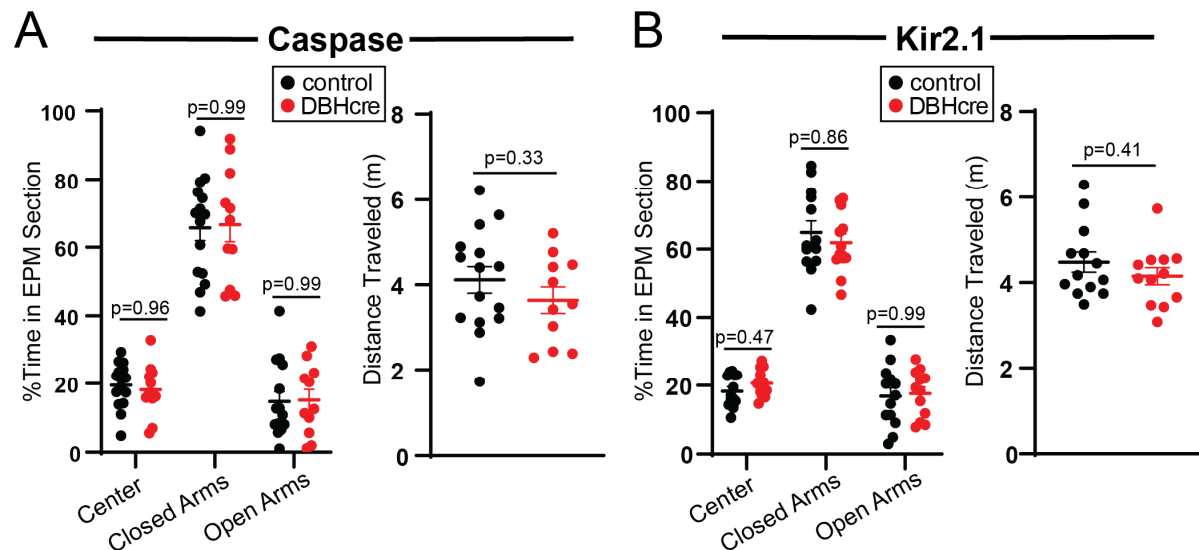 A
Caspase
control
DBHcre
%Time in EPM Section
100
80
60
40
20
0
p=0.96
p=0.99
p=0.99
Center
Closed Arms
Open Arms
Distance Traveled (m)
8
6
4
2
0
p=0.33
B
Kir2.1
control
DBHcre
%Time in EPM Section
100
80
60
40
20
0
p=0.47
p=0.86
p=0.99
Center
Closed Arms
Open Arms
Distance Traveled (m)
8
6
4
2
0
p=0.41